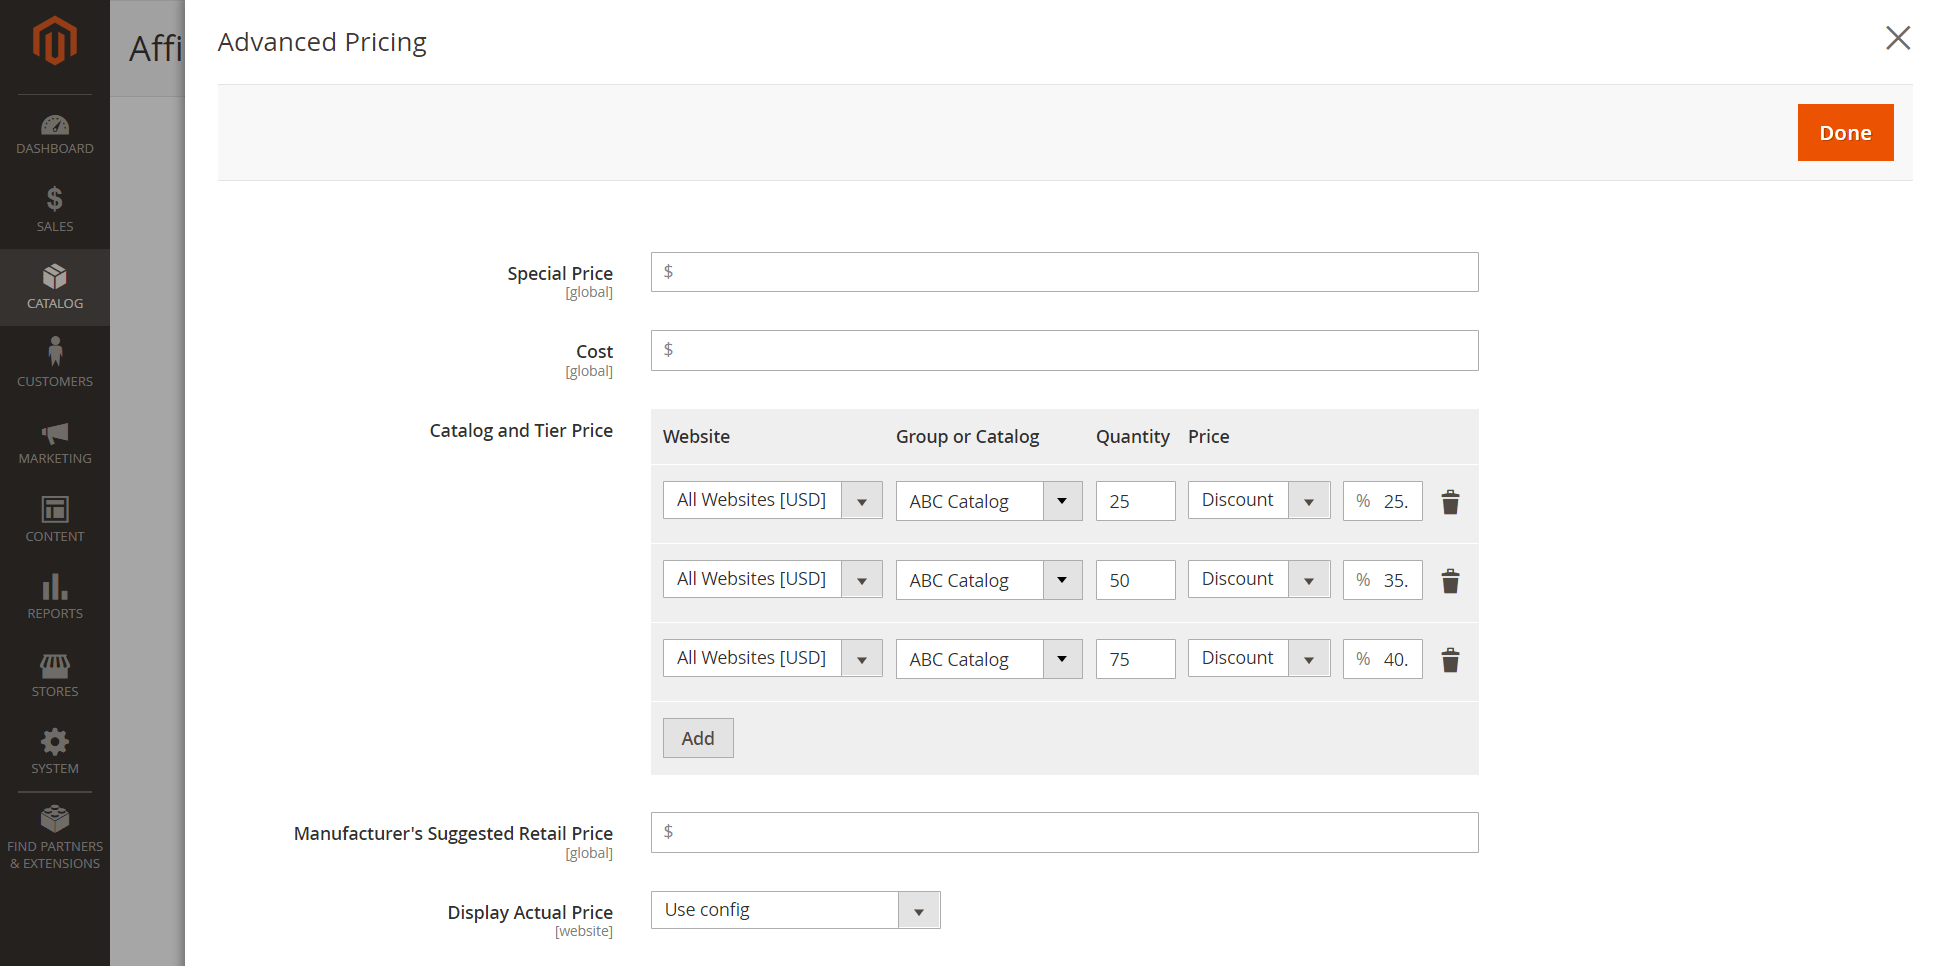 Affi
Advanced Pricing
Done
DASHBOARD
SALES
CATALOG
CUSTOMERS
MARKETING
CONTENT
REPORTS
STORES
SYSTEM
FIND PARTNERS
& EXTENSIONS
Special Price
[global]
$
Cost
[global]
$
Catalog and Tier Price
Website Group or Catalog Quantity Price
All Websites [USD] ABC Catalog 25 Discount % 25.
All Websites [USD] ABC Catalog 50 Discount % 35.
All Websites [USD] ABC Catalog 75 Discount % 40.
Add
Manufacturer's Suggested Retail Price
[global]
$
Display Actual Price
[website]
Use config